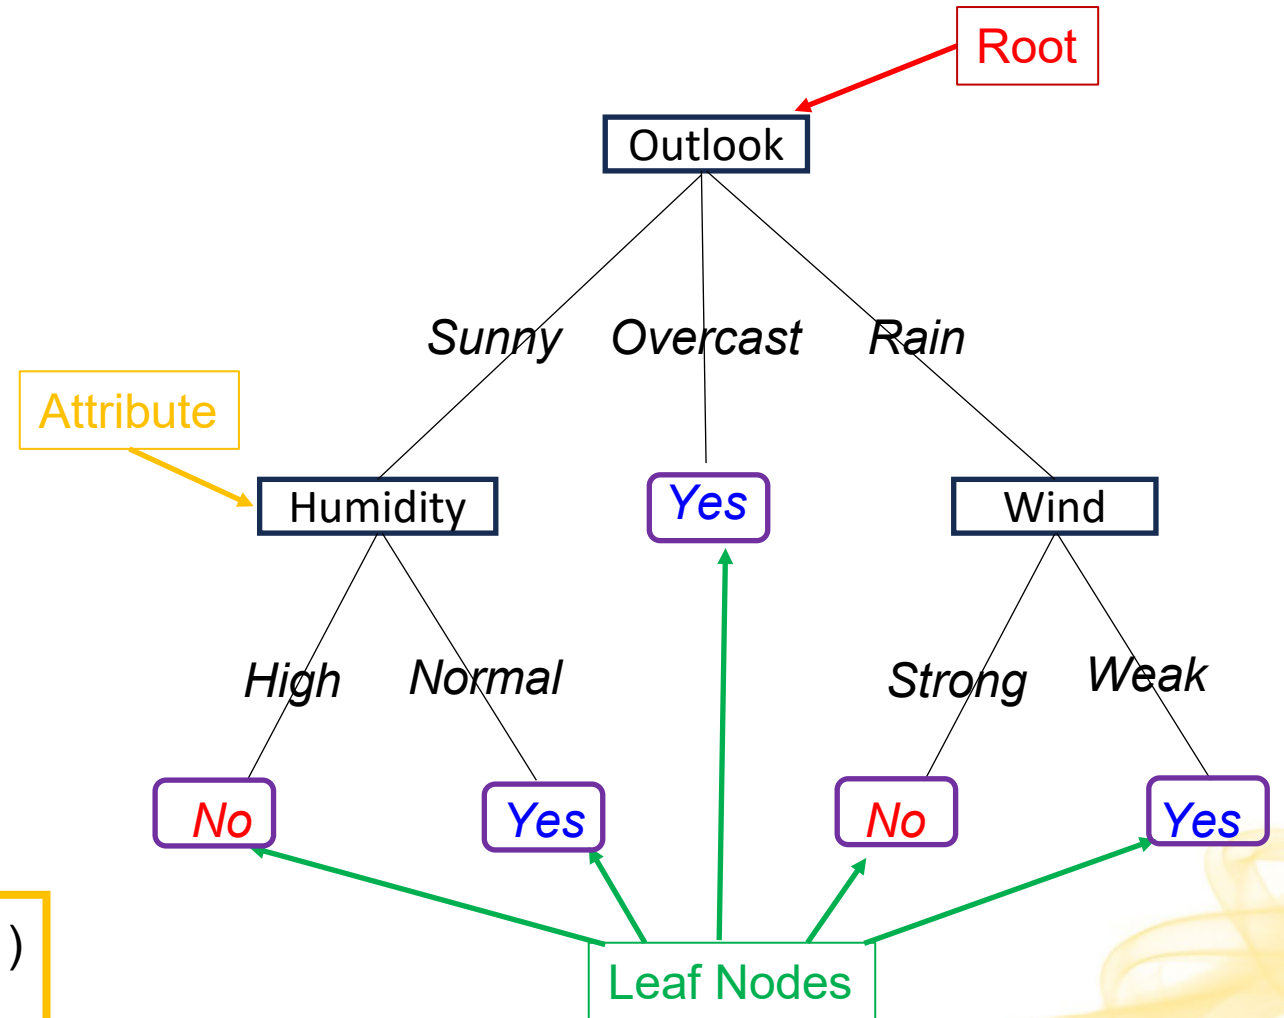 Root
Outlook
Sunny Overcast Rain
Attribute
Humidity Yes Wind
High Normal Strong Weak
No Yes No Yes
)
Leaf Nodes